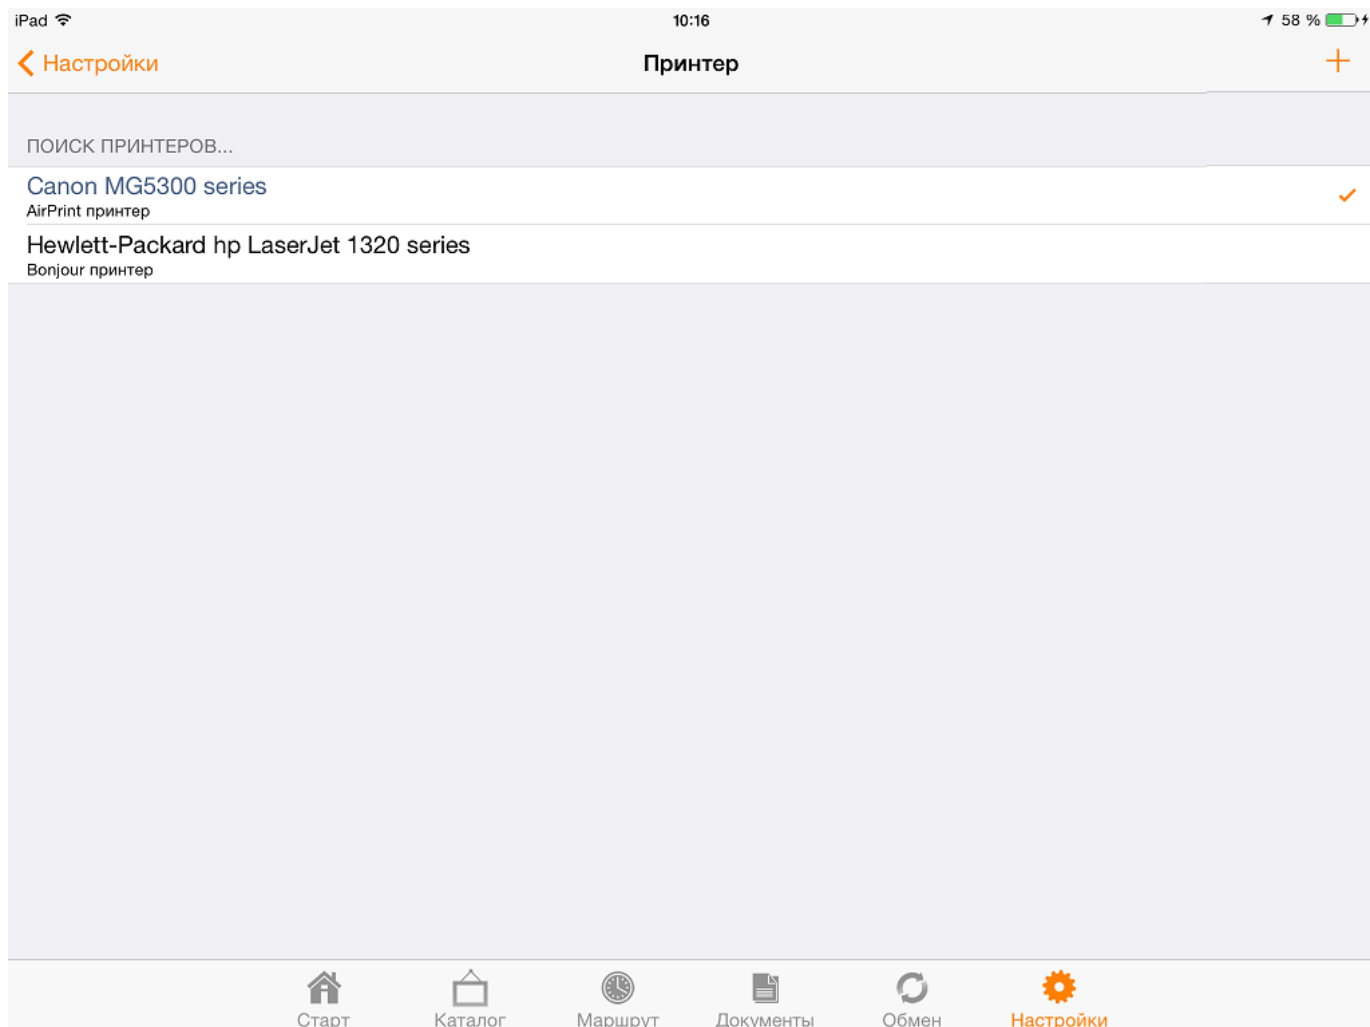 iPad
10:16
58 %
Настройки
Принтер
ПОИСК ПРИНТЕРОВ...
Canon MG5300 series
AirPrint принтер
Hewlett-Packard hp LaserJet 1320 series
Bonjour принтер
Старт
Каталог
Маршрут
Документы
Обмен
Настройки